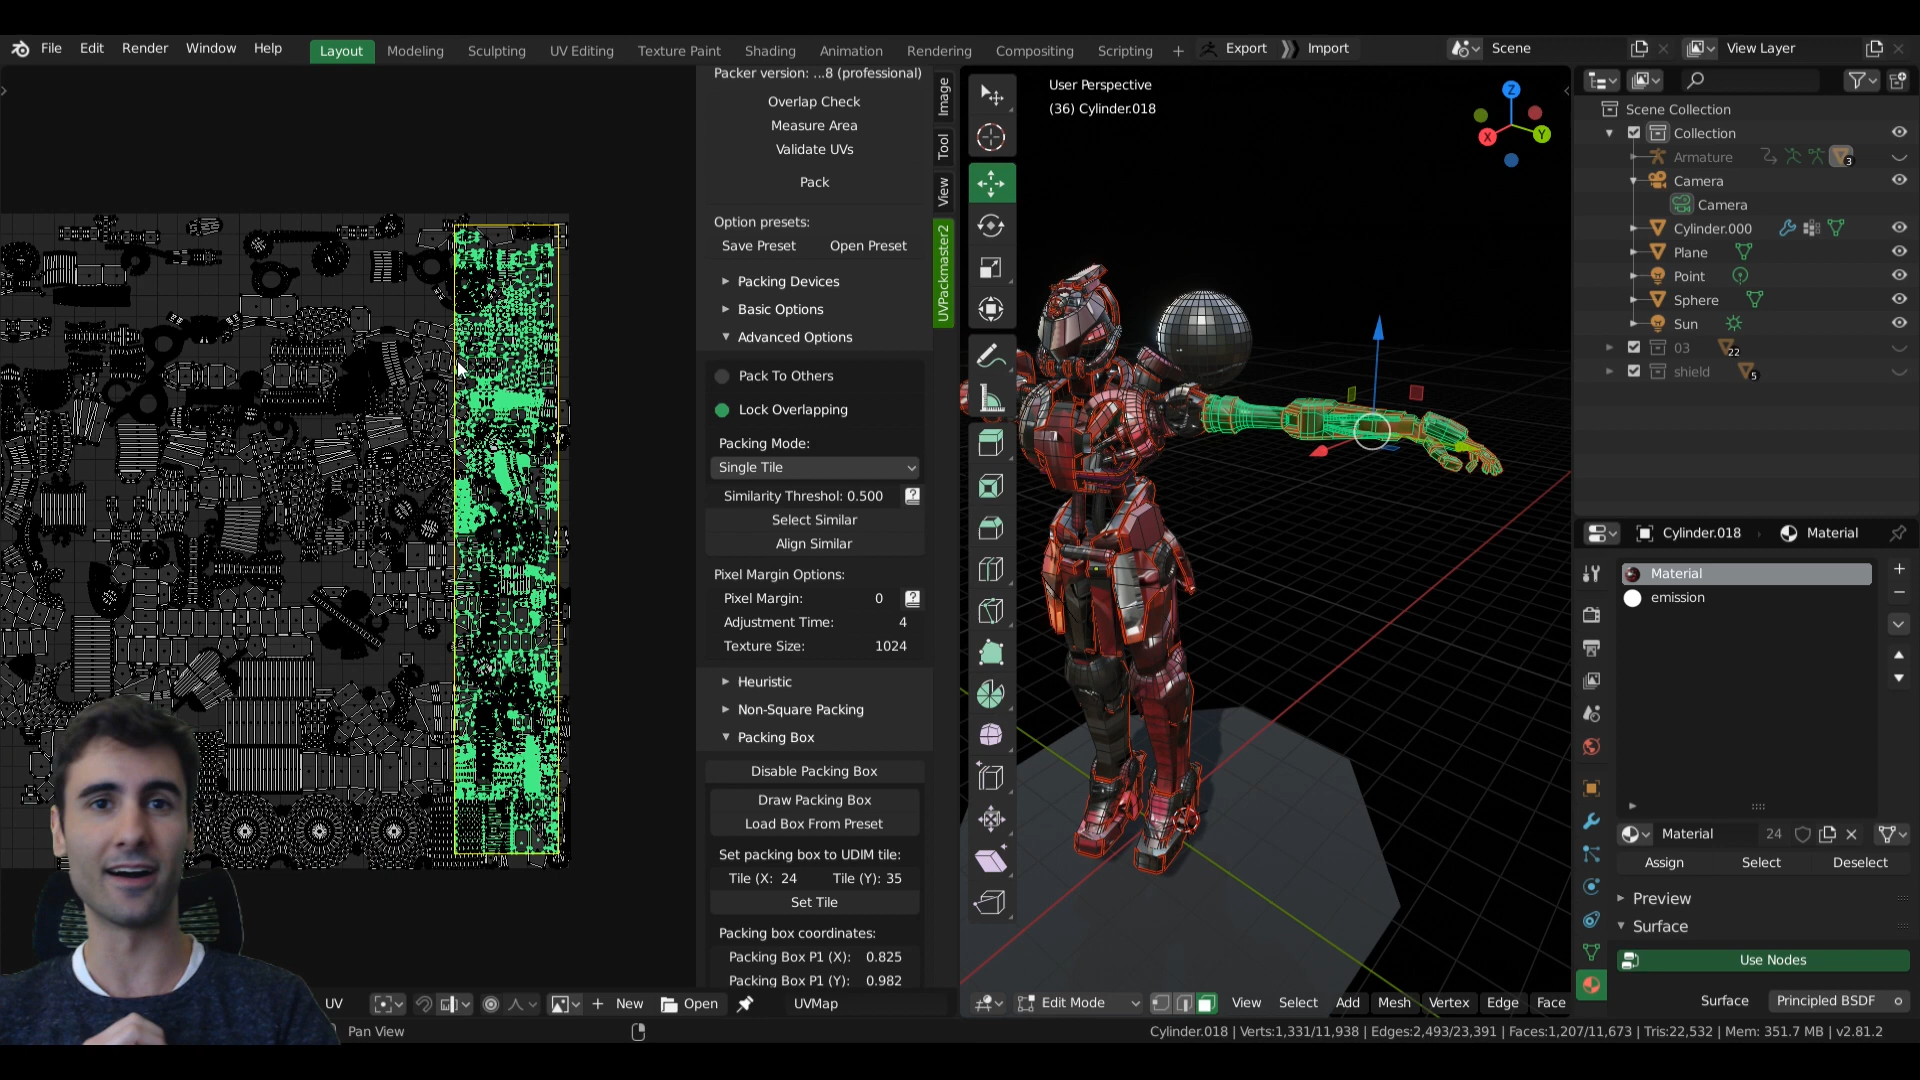 File Edit Render Window Help
Layout Modeling Sculpting UV Editing Texture Paint Shading Animation Rendering Compositing Scripting + Export Import
Scene
View Layer
Packer version: ...8 (professional)
Overlap Check
Measure Area
Validate UVs
Pack
Option presets:
Save Preset Open Preset
Packing Devices
Basic Options
Advanced Options
Pack To Others
Lock Overlapping
Packing Mode:
Single Tile
Similarity Threshol: 0.500
Select Similar
Align Similar
Pixel Margin Options:
Pixel Margin: 0
Adjustment Time: 4
Texture Size: 1024
Heuristic
Non-Square Packing
Packing Box
Disable Packing Box
Draw Packing Box
Load Box From Preset
Set packing box to UDIM tile:
Tile (X: 24 Tile (Y): 35
Set Tile
Packing box coordinates:
Packing Box P1 (X): 0.825
Packing Box P1 (Y): 0.982
Image
Tool
View
UVPackmaster2
UV
+ New
Open
UVMap
Pan View
User Perspective
(36) Cylinder.018
Z
X
Y
Edit Mode
View Select Add Mesh Vertex Edge Face
Scene Collection
Collection
Armature 3
Camera
Camera
Cylinder.000
Plane
Point
Sphere
Sun
03 22
shield 5
Cylinder.018 Material
Material
emission
Material 24
Assign Select Deselect
Preview
Surface
Use Nodes
Surface Principled BSDF
Cylinder.018 | Verts:1,331/11,938 | Edges:2,493/23,391 | Faces:1,207/11,673 | Tris:22,532 | Mem: 351.7 MB | v2.81.2